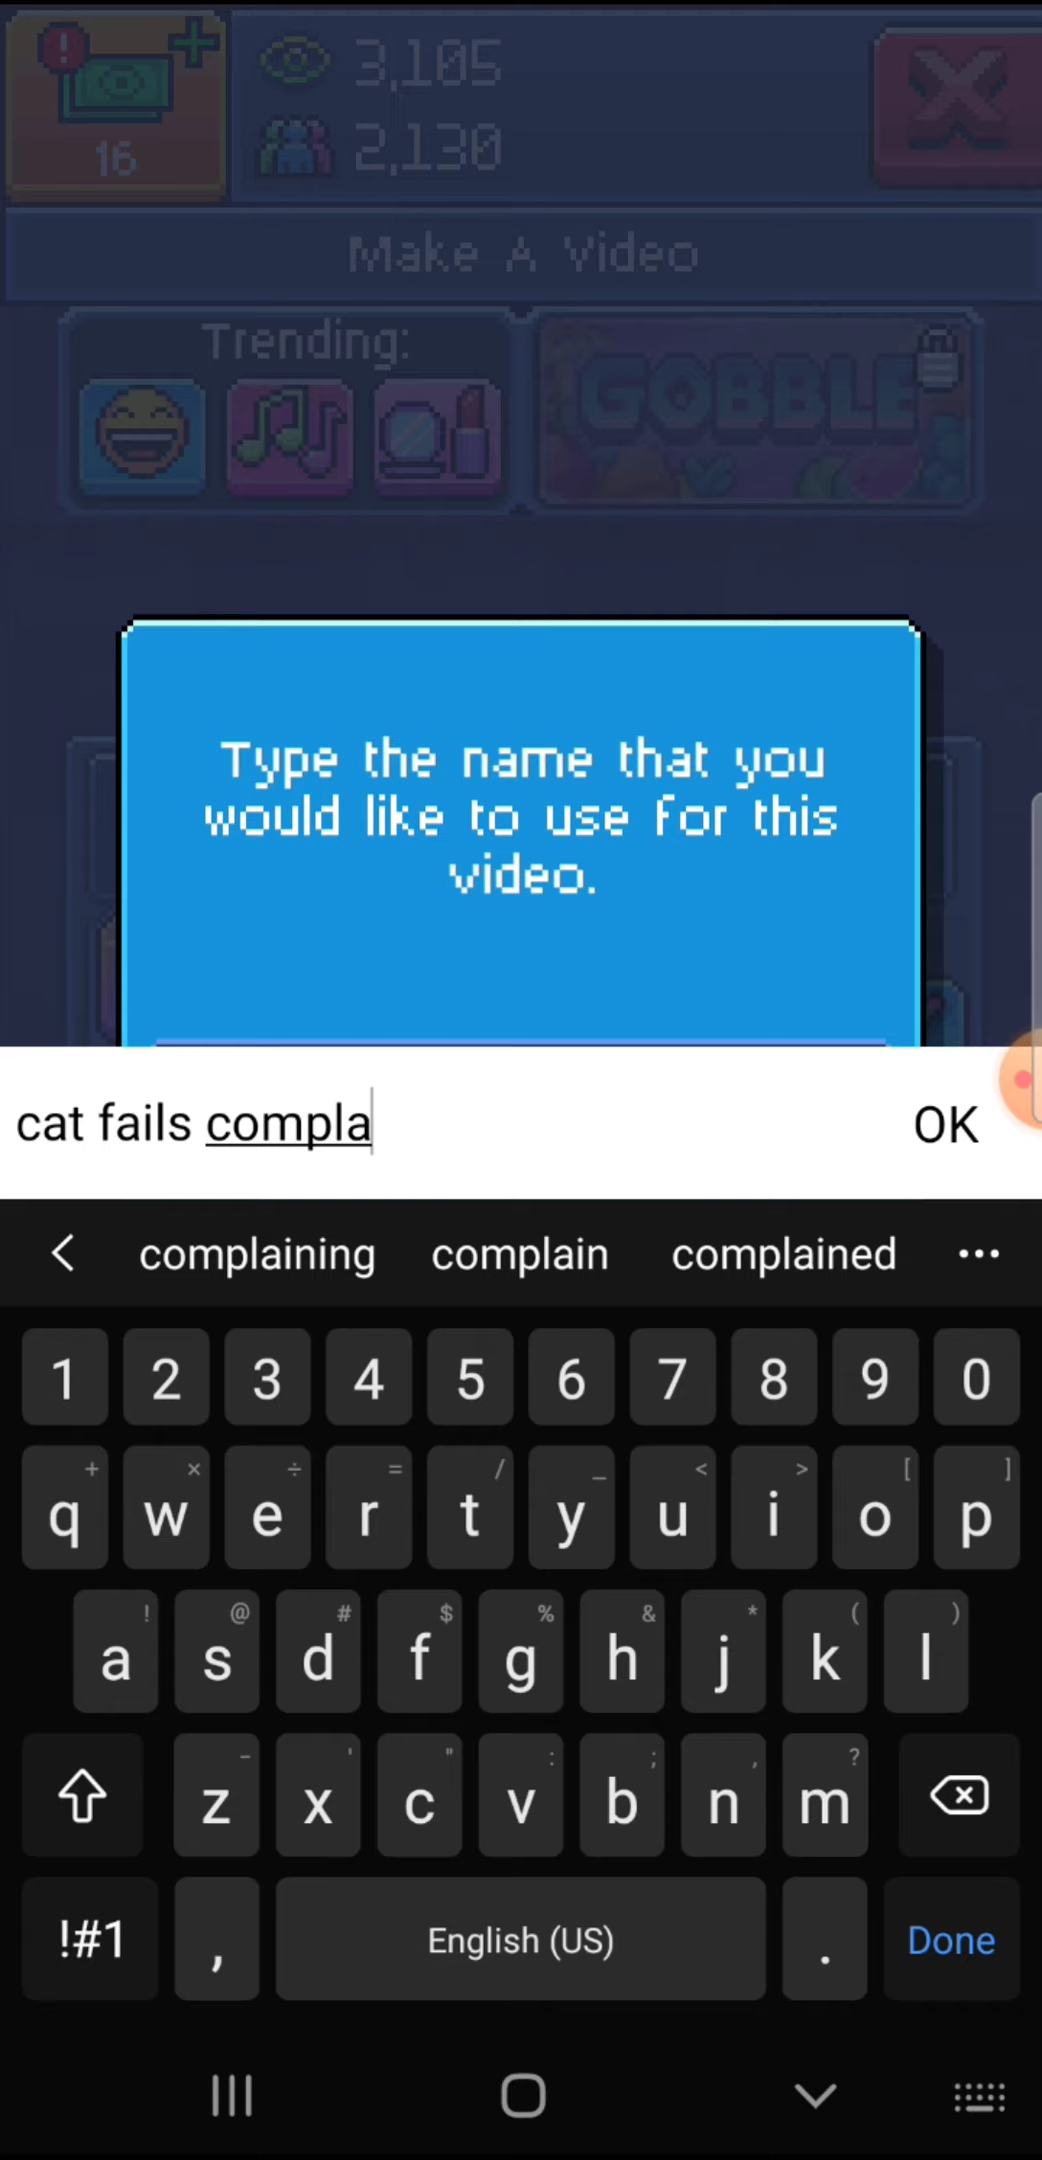 3,105
16
2,130
Make A Video
Trending:
GOBBLE
Type the name that you
would like to use for this
video.
cat fails compla
OK
complaining complain complained
1 2 3 4 5 6 7 8 9 0
+ × ÷ = / _ < > [ ]
q w e r t y u i o p
! @ # $ % & * ( )
a s d f g h j k l
- ' " : ; , ?
z x c v b n m
!#1 , English (US) . Done